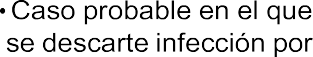 • Caso probable en el que
se descarte infección por